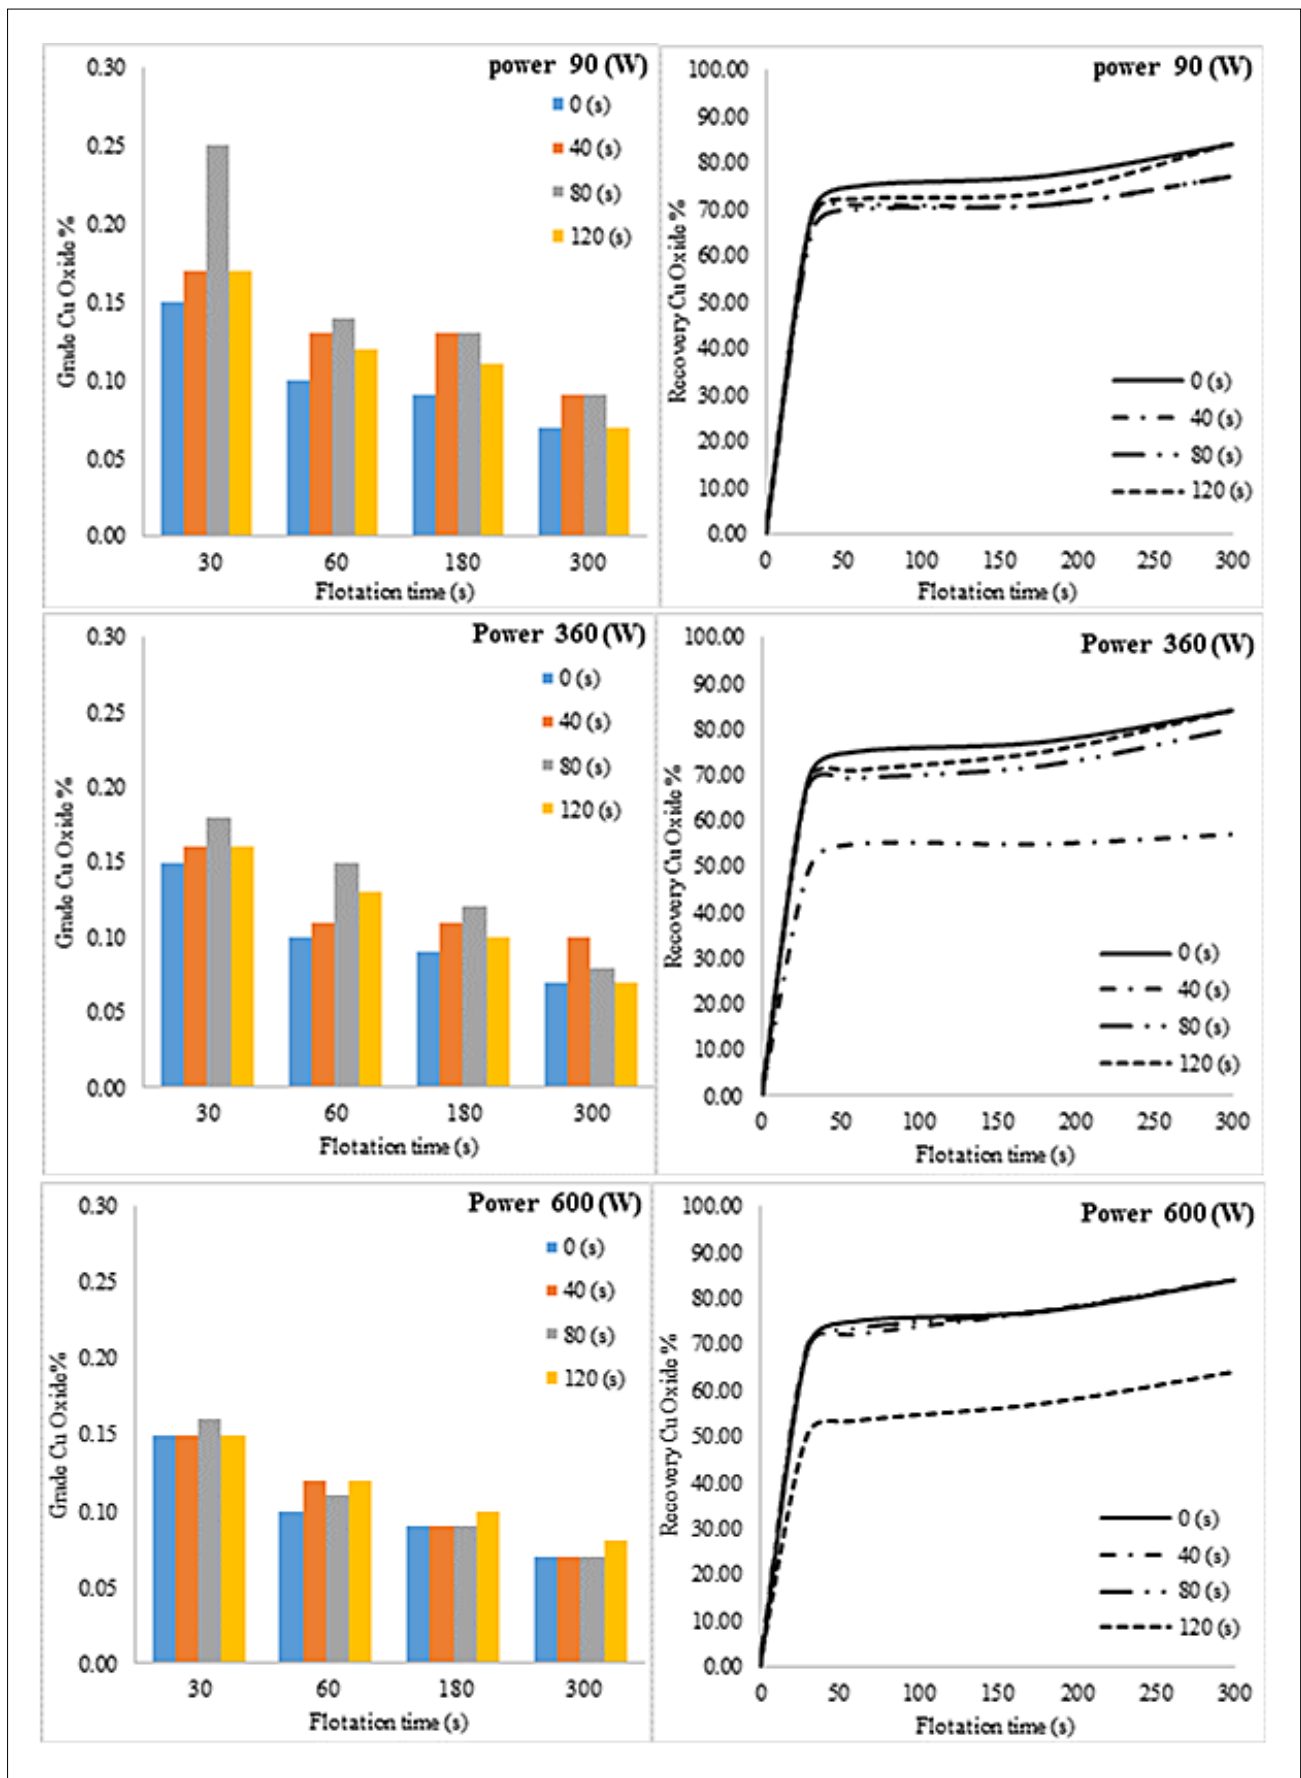 power 90 (W)
0 (s)
40 (s)
80 (s)
120 (s)
Grade Cu Oxide %
0.30
0.25
0.20
0.15
0.10
0.05
0.00
30 60 180 300
Flotation time (s)
power 90 (W)
Recovery Cu Oxide %
100.00
90.00
80.00
70.00
60.00
50.00
40.00
30.00
20.00
10.00
0.00
0 (s)
40 (s)
80 (s)
120 (s)
0 50 100 150 200 250 300
Flotation time (s)
Power 360 (W)
0 (s)
40 (s)
80 (s)
120 (s)
Grade Cu Oxide %
0.30
0.25
0.20
0.15
0.10
0.05
0.00
30 60 180 300
Flotation time (s)
Power 360 (W)
Recovery Cu Oxide %
100.00
90.00
80.00
70.00
60.00
50.00
40.00
30.00
20.00
10.00
0.00
0 (s)
40 (s)
80 (s)
120 (s)
0 50 100 150 200 250 300
Flotation time (s)
Power 600 (W)
0 (s)
40 (s)
80 (s)
120 (s)
Grade Cu Oxide%
0.30
0.25
0.20
0.15
0.10
0.05
0.00
30 60 180 300
Flotation time (s)
Power 600 (W)
Recovery Cu Oxide %
100.00
90.00
80.00
70.00
60.00
50.00
40.00
30.00
20.00
10.00
0.00
0 (s)
40 (s)
80 (s)
120 (s)
0 50 100 150 200 250 300
Flotation time (s)